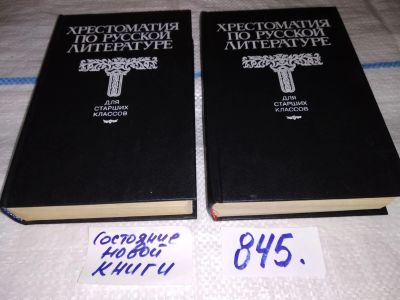 ХРЕСТОМАТИЯ
ПО РУССКОЙ
ЛИТЕРАТУРЕ
ДЛЯ
СТАРШИХ
КЛАССОВ
ХРЕСТОМАТИЯ
ПО РУССКОЙ
ЛИТЕРАТУРЕ
ДЛЯ
СТАРШИХ
КЛАССОВ
Состояние
новой
книги
845.